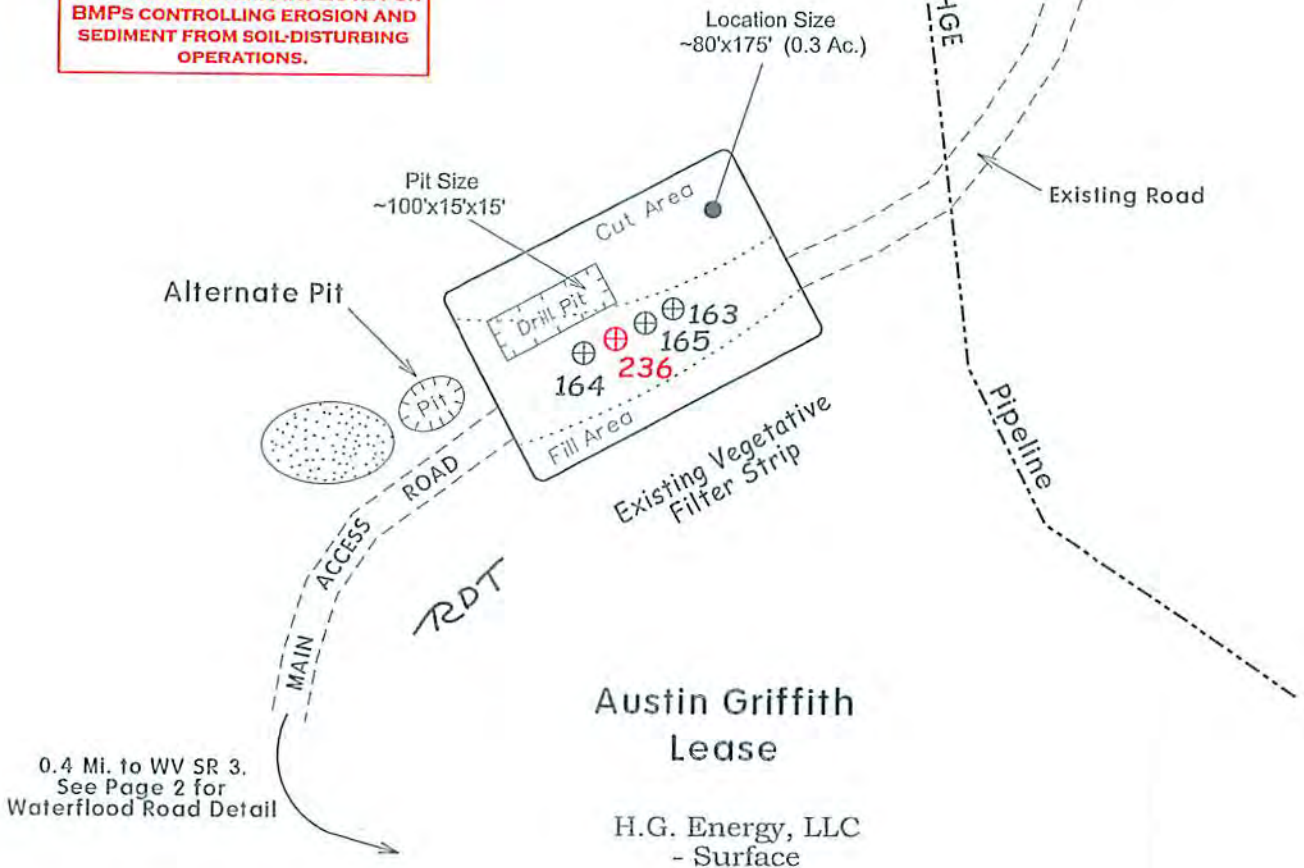 BMPs CONTROLLING EROSION AND
SEDIMENT FROM SOIL-DISTURBING
OPERATIONS.
Location Size
~80'x175' (0.3 Ac.)
HGE
Pit Size
~100'x15'x15'
Cut Area
Existing Road
Alternate Pit
Drill Pit
163
165
236
164
Pit
Fill Area
Existing Vegetative
Filter Strip
Pipeline
MAIN ACCESS ROAD
RDT
Austin Griffith
Lease
0.4 Mi. to WV SR 3.
See Page 2 for
Waterflood Road Detail
H.G. Energy, LLC
- Surface